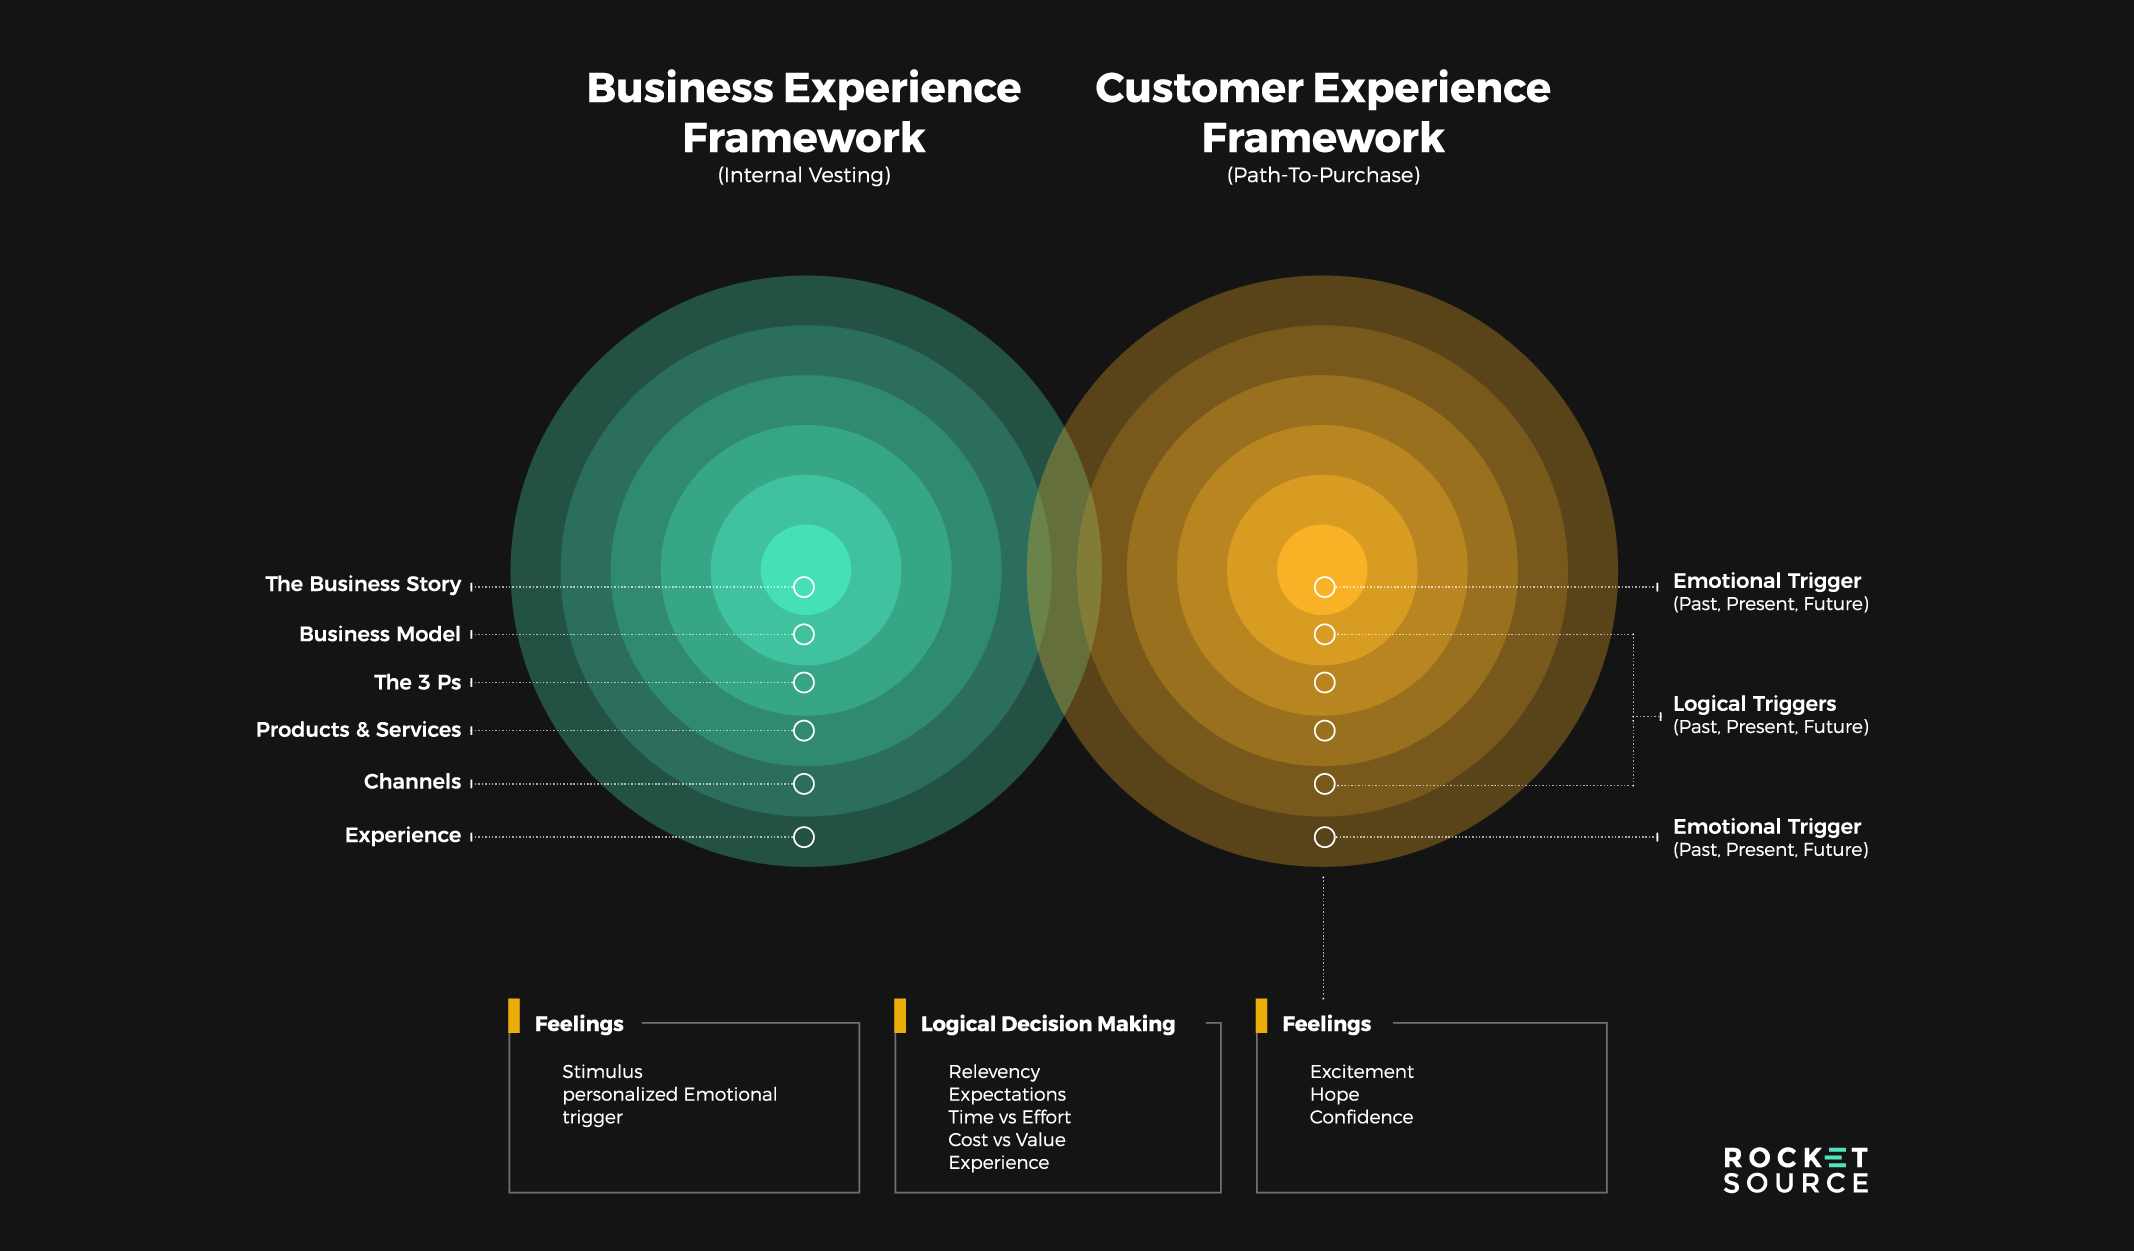 Business Experience
Framework
(Internal Vesting)
Customer Experience
Framework
(Path-To-Purchase)
The Business Story
Business Model
The 3 Ps
Products & Services
Channels
Experience
Emotional Trigger
(Past, Present, Future)
Logical Triggers
(Past, Present, Future)
Emotional Trigger
(Past, Present, Future)
Feelings
Stimulus
personalized Emotional
trigger
Logical Decision Making
Relevency
Expectations
Time vs Effort
Cost vs Value
Experience
Feelings
Excitement
Hope
Confidence
ROCKET
SOURCE